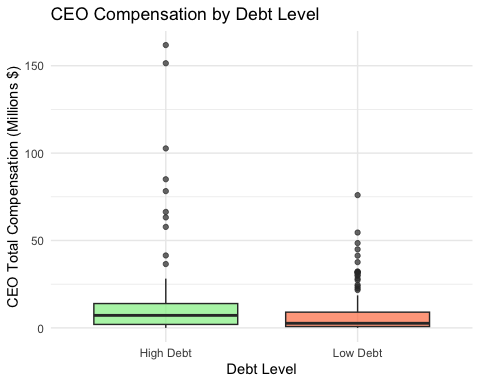 CEO Compensation by Debt Level
CEO Total Compensation (Millions $)
150
100
50
0
High Debt
Low Debt
Debt Level